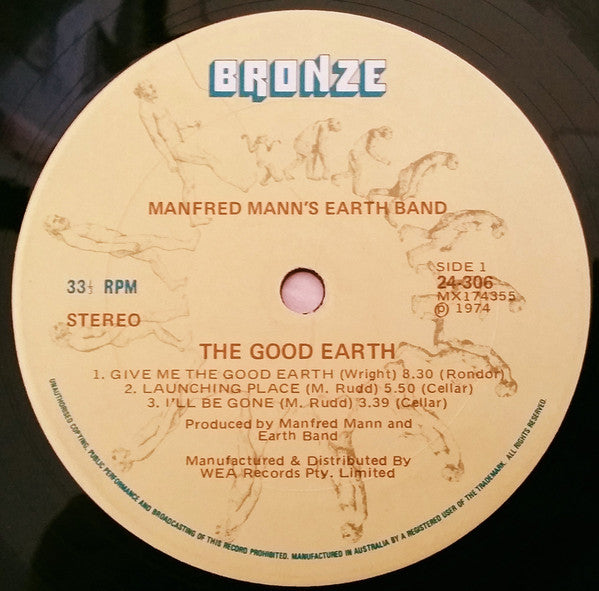 BRONZE
MANFRED MANN'S EARTH BAND
33⅓ RPM
STEREO
SIDE 1
24-306
MX174355
℗ 1974
THE GOOD EARTH
1. GIVE ME THE GOOD EARTH (Wright) 8.30 (Rondor)
2. LAUNCHING PLACE (M. Rudd) 5.50 (Cellar)
3. I'LL BE GONE (M. Rudd) 3.39 (Cellar)
Produced by Manfred Mann and
Earth Band
Manufactured & Distributed By
WEA Records Pty. Limited
UNAUTHORISED COPYING, PUBLIC PERFORMANCE AND BROADCASTING OF THIS RECORD PROHIBITED. MANUFACTURED IN AUSTRALIA BY A REGISTERED USER OF THE TRADEMARK. ALL RIGHTS RESERVED.